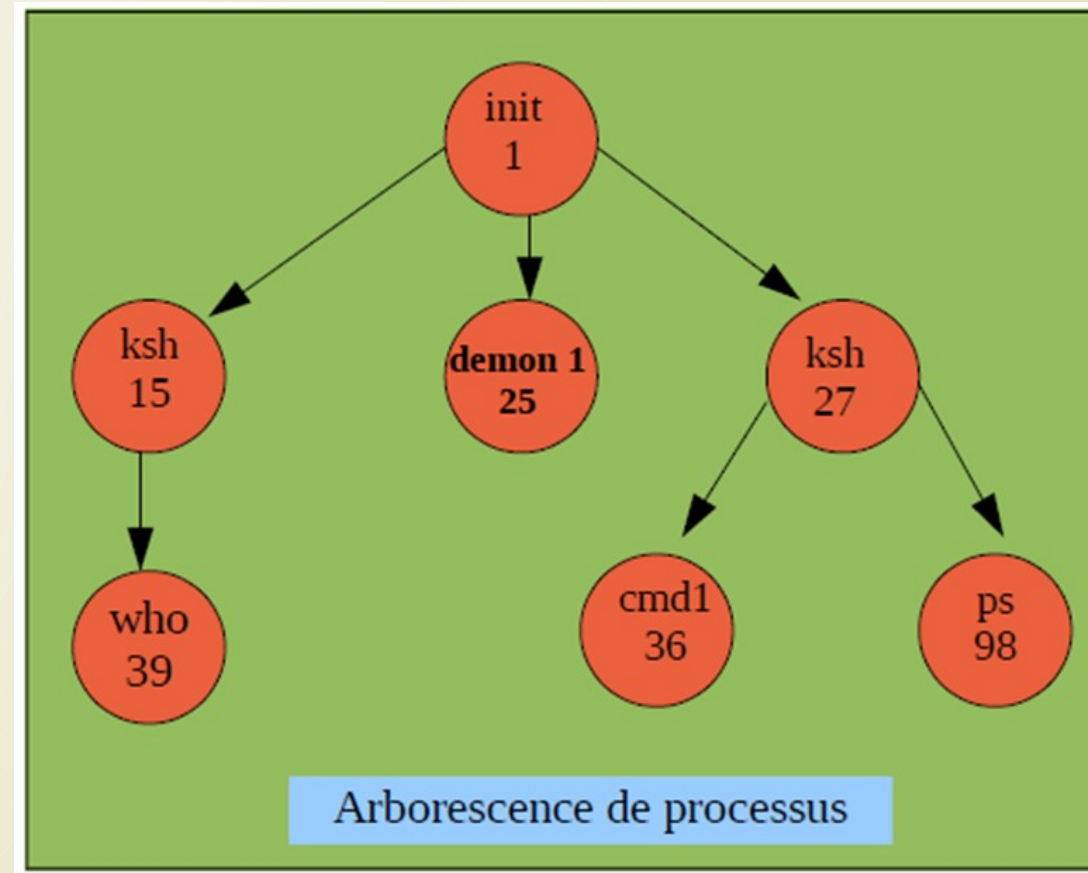 init
1
ksh
15
demon 1
25
ksh
27
who
39
cmd1
36
ps
98
Arborescence de processus